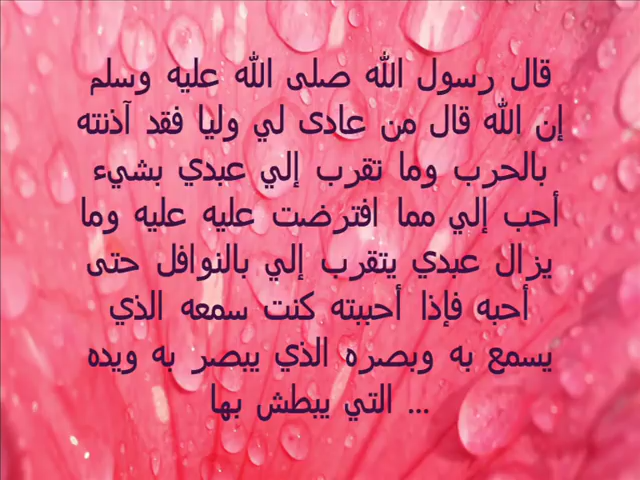 قال رسول الله صلى الله عليه وسلم
إن الله قال من عادى لي وليا فقد آذنته
بالحرب وما تقرب إلي عبدي بشيء
أحب إلي مما افترضت عليه عليه وما
يزال عبدي يتقرب إلي بالنوافل حتى
أحبه فإذا أحببته كنت سمعه الذي
يسمع به وبصره الذي يبصر به ويده
التي يبطش بها ...